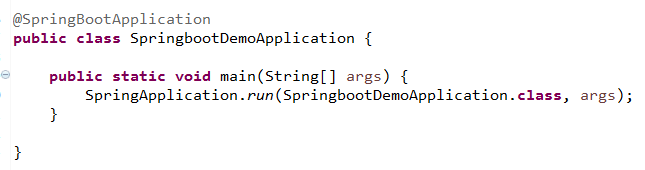 @SpringBootApplication
public class SpringbootDemoApplication {
    public static void main(String[] args) {
        SpringApplication.run(SpringbootDemoApplication.class, args);
    }
}